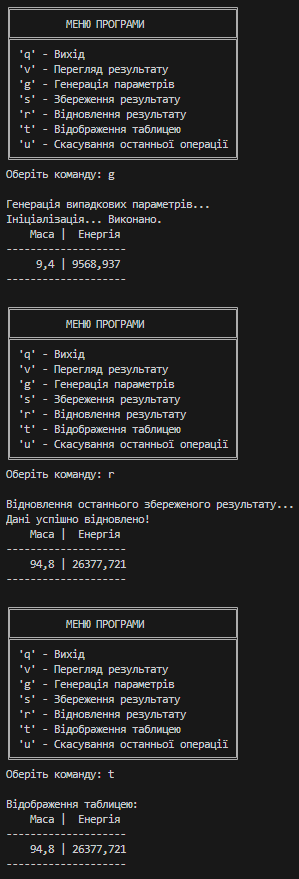 МЕНЮ ПРОГРАМИ
'q' - Вихід
'v' - Перегляд результату
'g' - Генерація параметрів
's' - Збереження результату
'r' - Відновлення результату
't' - Відображення таблицею
'u' - Скасування останньої операції
Оберіть команду: g
Генерація випадкових параметрів...
Ініціалізація... Виконано.
Маса | Енергія
--------------------
9,4 | 9568,937
--------------------
МЕНЮ ПРОГРАМИ
'q' - Вихід
'v' - Перегляд результату
'g' - Генерація параметрів
's' - Збереження результату
'r' - Відновлення результату
't' - Відображення таблицею
'u' - Скасування останньої операції
Оберіть команду: r
Відновлення останнього збереженого результату...
Дані успішно відновлено!
Маса | Енергія
--------------------
94,8 | 26377,721
--------------------
МЕНЮ ПРОГРАМИ
'q' - Вихід
'v' - Перегляд результату
'g' - Генерація параметрів
's' - Збереження результату
'r' - Відновлення результату
't' - Відображення таблицею
'u' - Скасування останньої операції
Оберіть команду: t
Відображення таблицею:
Маса | Енергія
--------------------
94,8 | 26377,721
--------------------